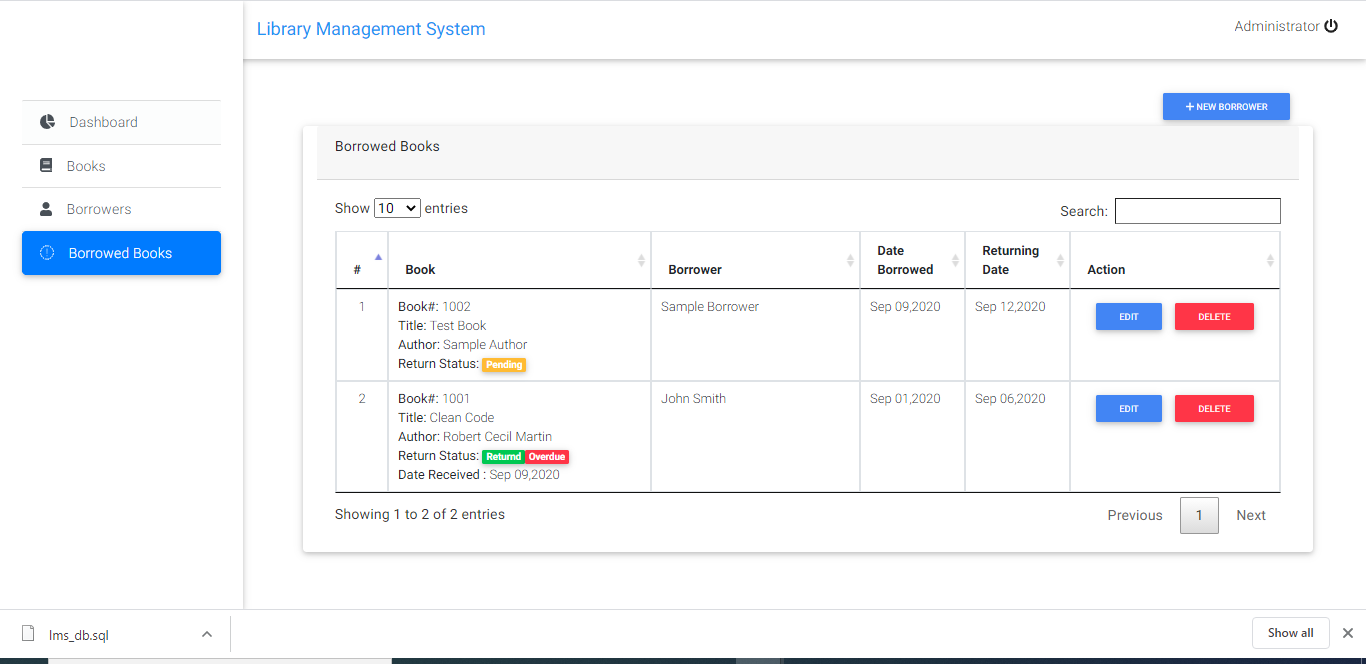 Library Management System
Administrator
Dashboard
Books
Borrowers
Borrowed Books
+ NEW BORROWER
Borrowed Books
Show 10 entries
Search:
# Book Borrower Date Borrowed Returning Date Action
1 Book#: 1002 Sample Borrower Sep 09,2020 Sep 12,2020 EDIT DELETE
Title: Test Book
Author: Sample Author
Return Status: Pending
2 Book#: 1001 John Smith Sep 01,2020 Sep 06,2020 EDIT DELETE
Title: Clean Code
Author: Robert Cecil Martin
Return Status: Returnd Overdue
Date Received : Sep 09,2020
Showing 1 to 2 of 2 entries
Previous 1 Next
lms_db.sql
Show all